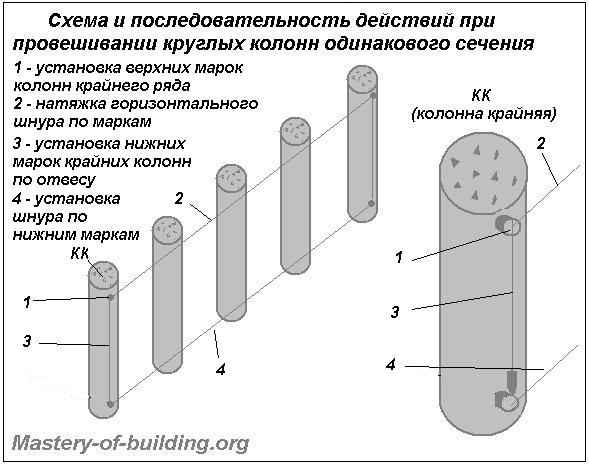 Схема и последовательность действий при
провешивании круглых колонн одинакового сечения
1 - установка верхних марок
колонн крайнего ряда
2 - натяжка горизонтального
шнура по маркам
3 - установка нижних
марок крайних колонн
по отвесу
4 - установка
шнура по
нижним маркам
КК
1
2
3
4
КК
(колонна крайняя)
1
2
3
4
Mastery-of-building.org